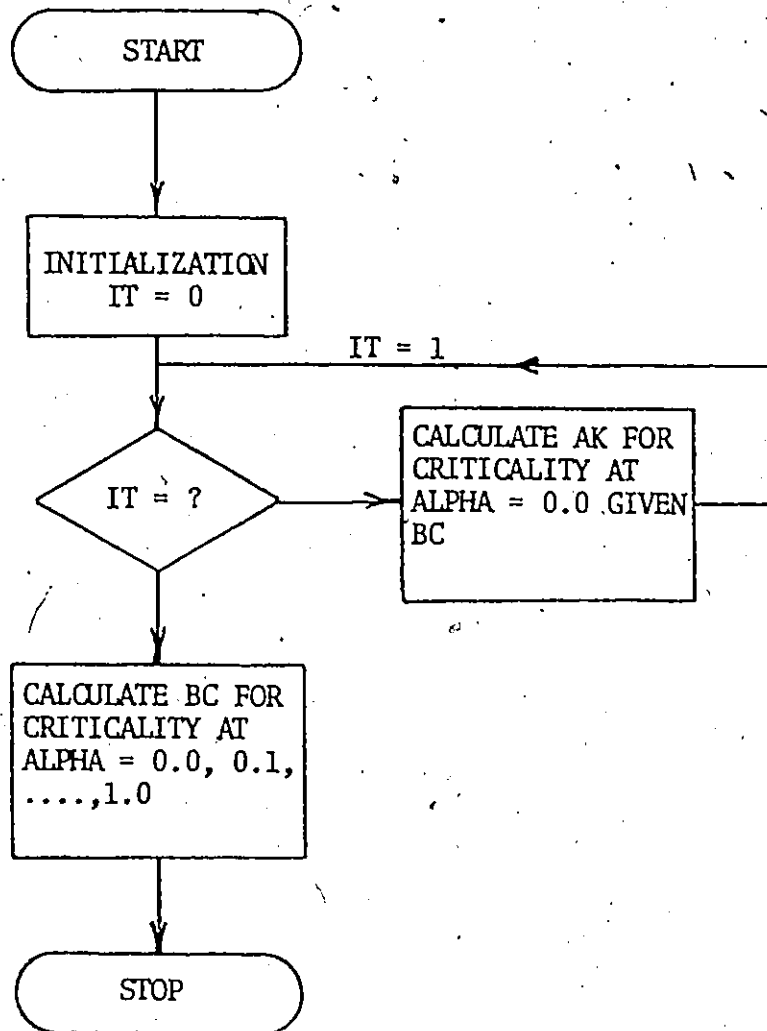 START
INITIALIZATION
IT = 0
IT = 1
IT = ?
CALCULATE AK FOR
CRITICALITY AT
ALPHA = 0.0 GIVEN
BC
CALCULATE BC FOR
CRITICALITY AT
ALPHA = 0.0, 0.1,
....,1.0
STOP